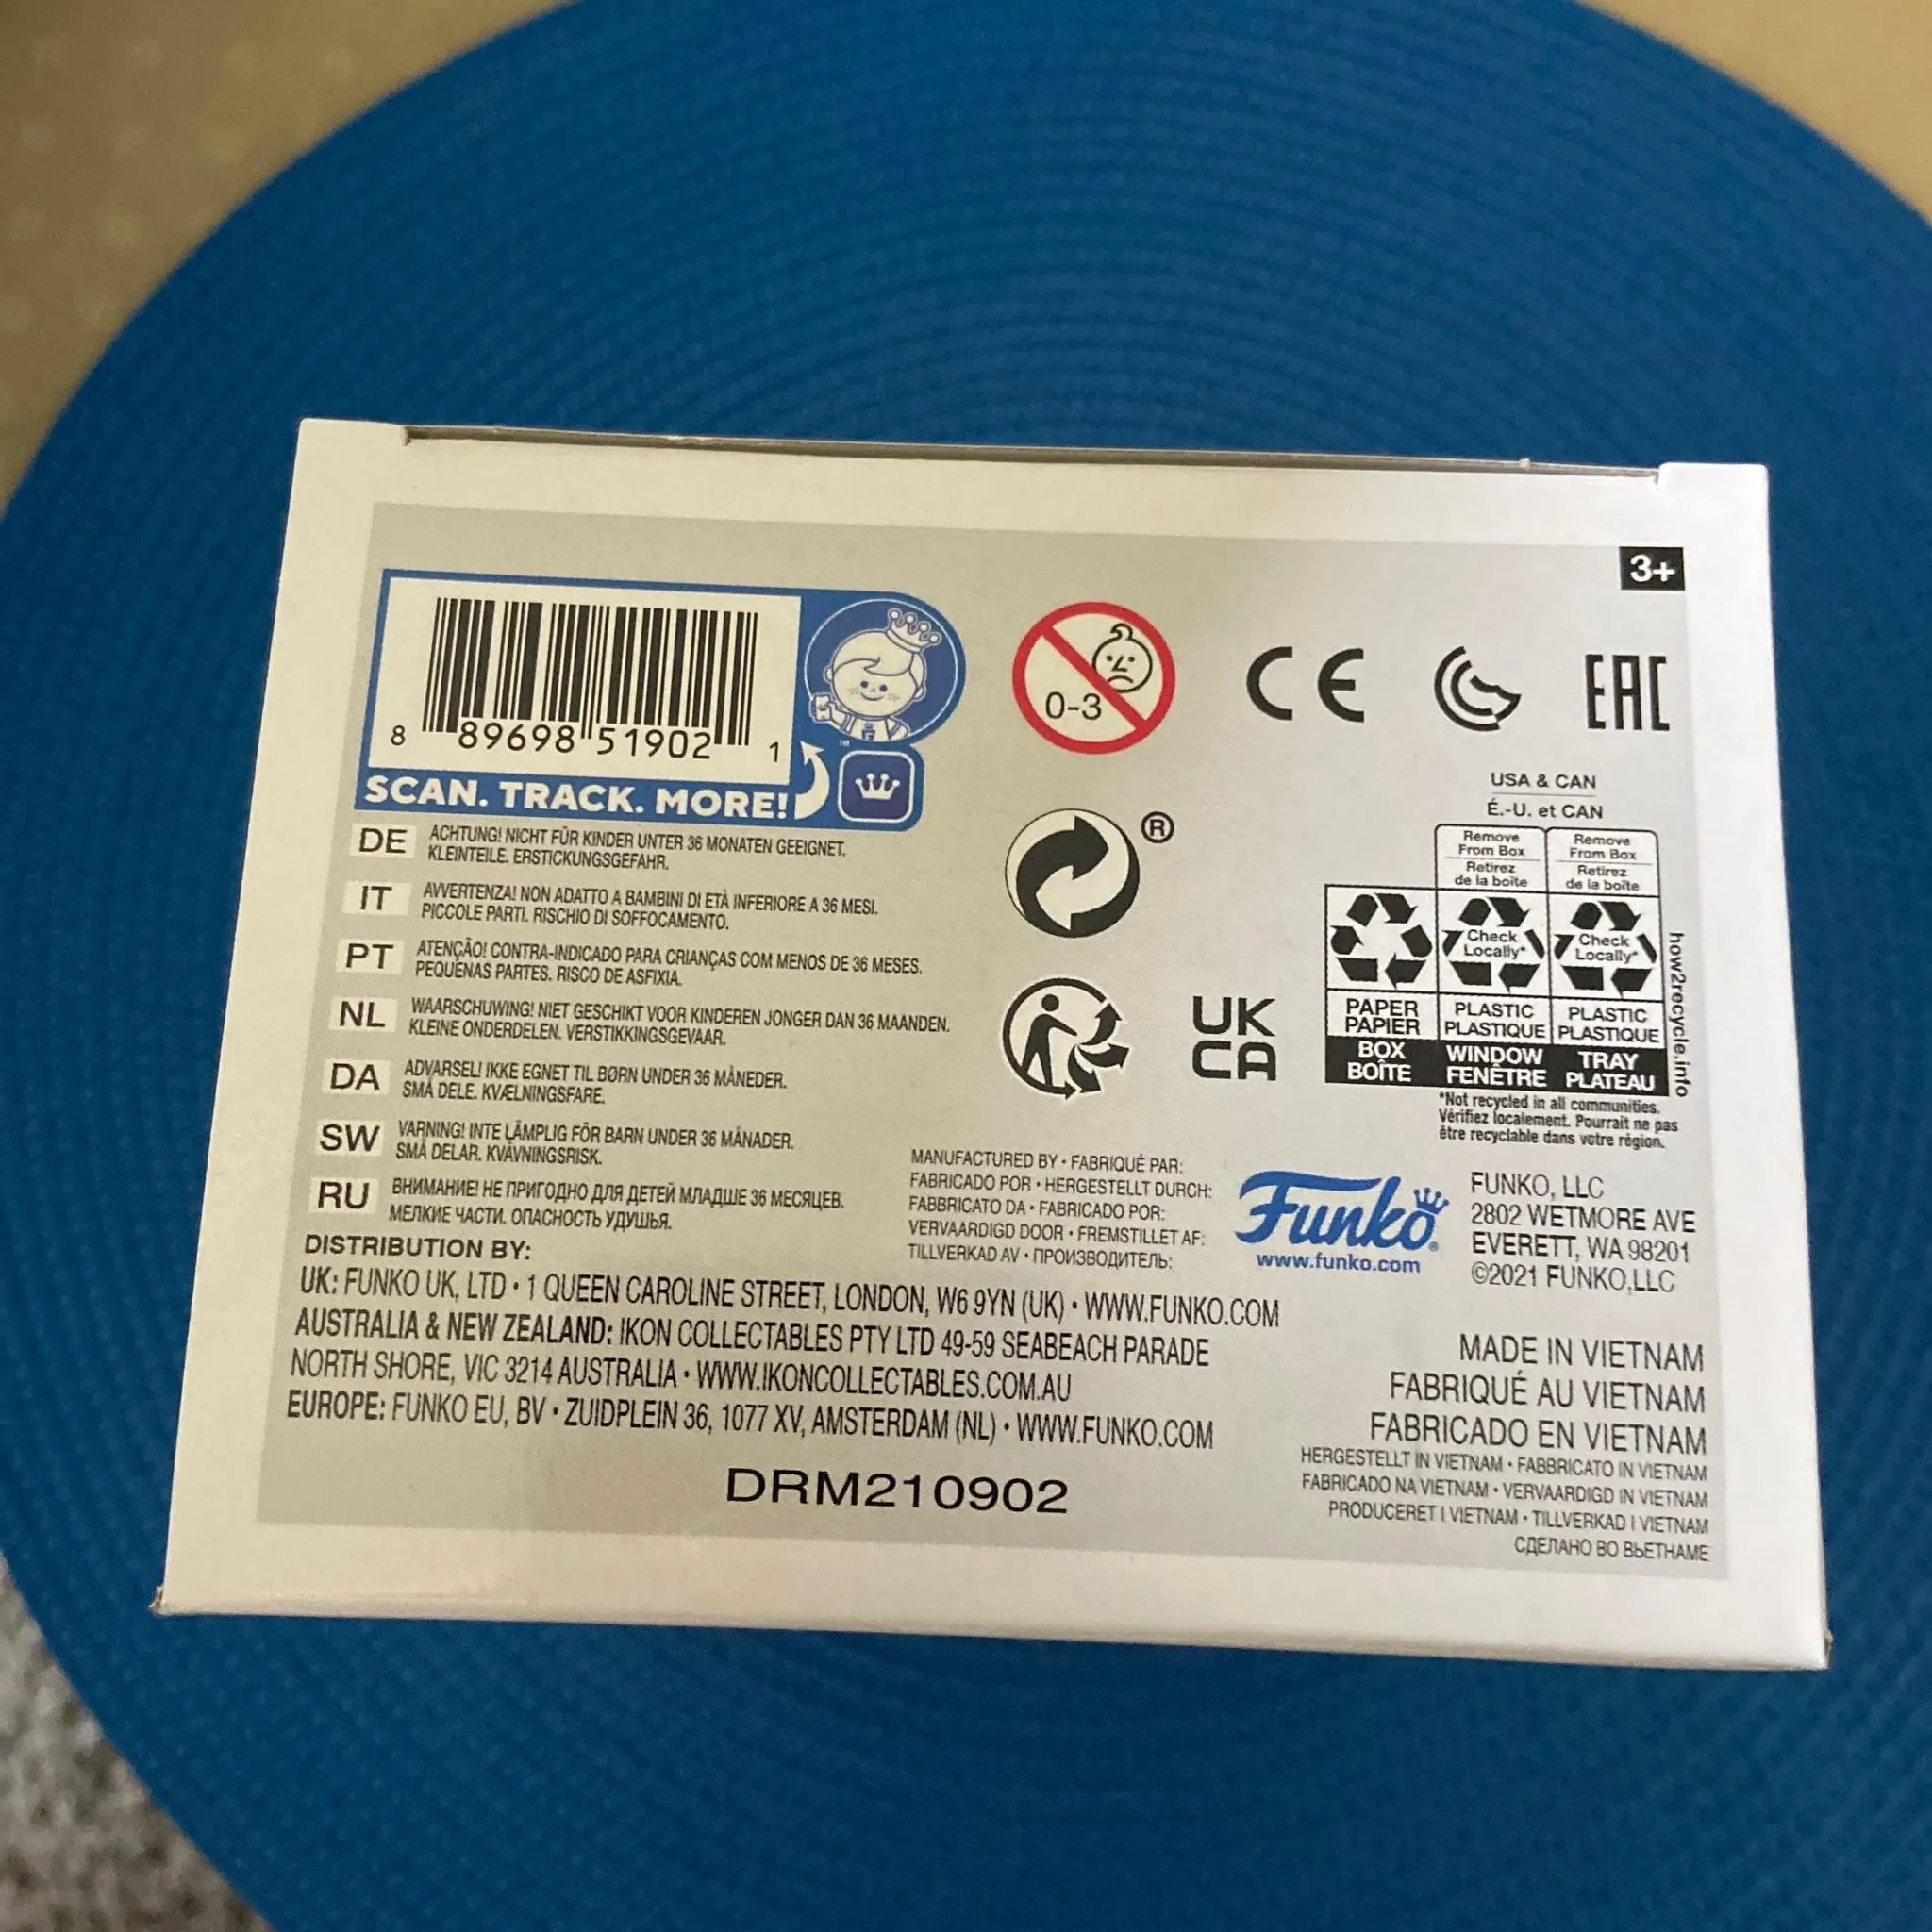 3+
8 89698 51902 1
SCAN. TRACK. MORE!
™
0-3
CE
EAC
DE ACHTUNG! NICHT FÜR KINDER UNTER 36 MONATEN GEEIGNET.
KLEINTEILE. ERSTICKUNGSGEFAHR.
IT AVVERTENZA! NON ADATTO A BAMBINI DI ETÀ INFERIORE A 36 MESI.
PICCOLE PARTI. RISCHIO DI SOFFOCAMENTO.
PT ATENÇÃO! CONTRA-INDICADO PARA CRIANÇAS COM MENOS DE 36 MESES.
PEQUENAS PARTES. RISCO DE ASFIXIA.
NL WAARSCHUWING! NIET GESCHIKT VOOR KINDEREN JONGER DAN 36 MAANDEN.
KLEINE ONDERDELEN. VERSTIKKINGSGEVAAR.
DA ADVARSEL! IKKE EGNET TIL BØRN UNDER 36 MÅNEDER.
SMÅ DELE. KVÆLNINGSFARE.
SW VARNING! INTE LÄMPLIG FÖR BARN UNDER 36 MÅNADER.
SMÅ DELAR. KVÄVNINGSRISK.
RU ВНИМАНИЕ! НЕ ПРИГОДНО ДЛЯ ДЕТЕЙ МЛАДШЕ 36 МЕСЯЦЕВ.
МЕЛКИЕ ЧАСТИ. ОПАСНОСТЬ УДУШЬЯ.
®
UK
CA
USA & CAN
É.-U. et CAN
Remove
From Box
Retirez
de la boîte
Remove
From Box
Retirez
de la boîte
Check
Locally*
Check
Locally*
PAPER
PAPIER
BOX
BOÎTE
PLASTIC
PLASTIQUE
WINDOW
FENÊTRE
PLASTIC
PLASTIQUE
TRAY
PLATEAU
how2recycle.info
*Not recycled in all communities.
Vérifiez localement. Pourrait ne pas
être recyclable dans votre région.
MANUFACTURED BY • FABRIQUÉ PAR:
FABRICADO POR • HERGESTELLT DURCH:
FABBRICATO DA • FABRICADO POR:
VERVAARDIGD DOOR • FREMSTILLET AF:
TILLVERKAD AV • ПРОИЗВОДИТЕЛЬ:
Funko®
www.funko.com
FUNKO, LLC
2802 WETMORE AVE
EVERETT, WA 98201
©2021 FUNKO,LLC
DISTRIBUTION BY:
UK: FUNKO UK, LTD • 1 QUEEN CAROLINE STREET, LONDON, W6 9YN (UK) • WWW.FUNKO.COM
AUSTRALIA & NEW ZEALAND: IKON COLLECTABLES PTY LTD 49-59 SEABEACH PARADE
NORTH SHORE, VIC 3214 AUSTRALIA • WWW.IKONCOLLECTABLES.COM.AU
EUROPE: FUNKO EU, BV • ZUIDPLEIN 36, 1077 XV, AMSTERDAM (NL) • WWW.FUNKO.COM
DRM210902
MADE IN VIETNAM
FABRIQUÉ AU VIETNAM
FABRICADO EN VIETNAM
HERGESTELLT IN VIETNAM • FABBRICATO IN VIETNAM
FABRICADO NA VIETNAM • VERVAARDIGD IN VIETNAM
PRODUCERET I VIETNAM • TILLVERKAD I VIETNAM
СДЕЛАНО ВО ВЬЕТНАМЕ